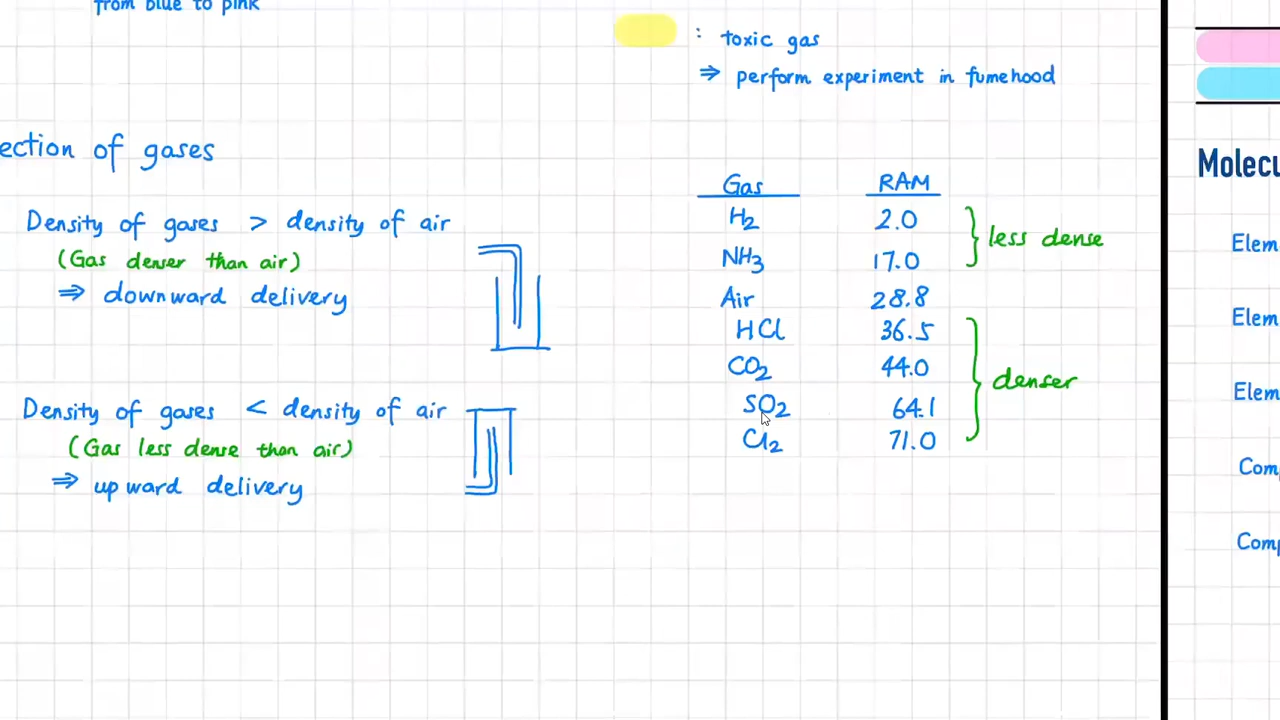 from blue to pink
: toxic gas
⇒ perform experiment in fumehood
ection of gases
Density of gases > density of air
(Gas denser than air)
⇒ downward delivery
Density of gases < density of air
(Gas less dense than air)
⇒ upward delivery
Gas RAM
H₂ 2.0
NH₃ 17.0
less dense
Air 28.8
HCl 36.5
CO₂ 44.0
denser
SO₂ 64.1
Cl₂ 71.0
Molecu
Elem
Elem
Elem
Comp
Comp